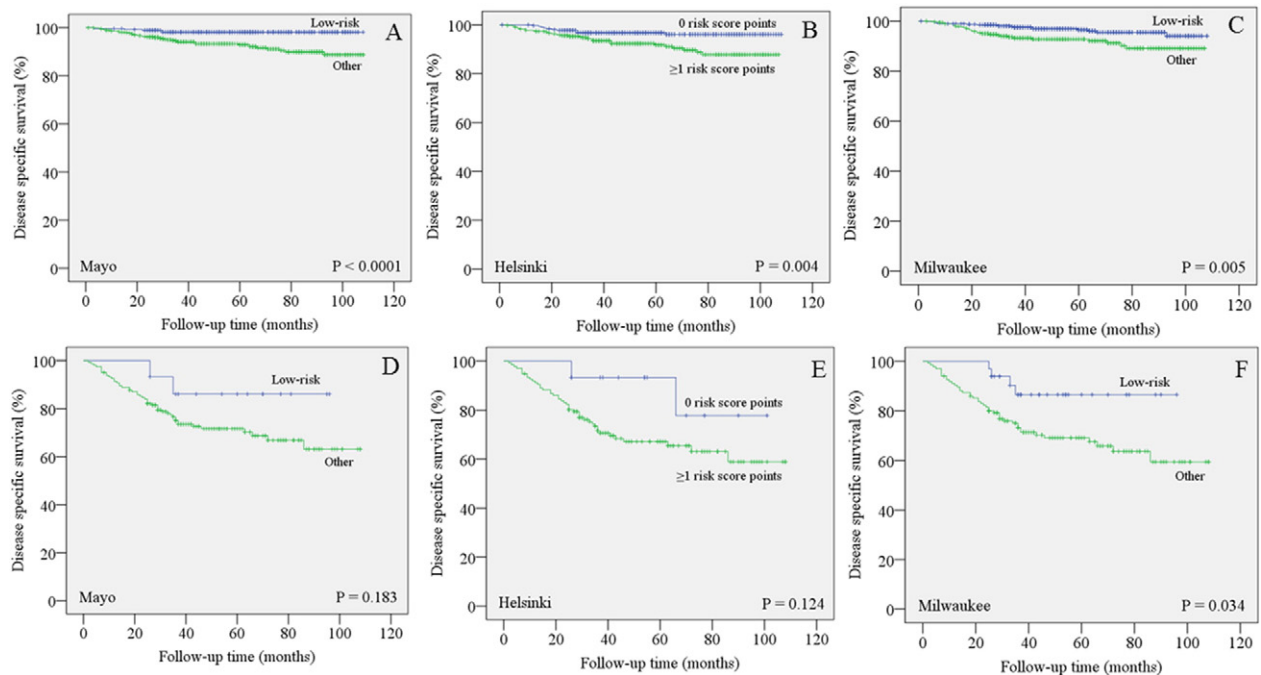 A
Disease specific survival (%)
100
80
60
40
20
0
Low-risk
Other
Mayo
P < 0.0001
0 20 40 60 80 100 120
Follow-up time (months)
B
Disease specific survival (%)
100
80
60
40
20
0
0 risk score points
≥1 risk score points
Helsinki
P = 0.004
0 20 40 60 80 100 120
Follow-up time (months)
C
Disease specific survival (%)
100
80
60
40
20
0
Low-risk
Other
Milwaukee
P = 0.005
0 20 40 60 80 100 120
Follow-up time (months)
D
Disease specific survival (%)
100
80
60
40
20
0
Low-risk
Other
Mayo
P = 0.183
0 20 40 60 80 100 120
Follow-up time (months)
E
Disease specific survival (%)
100
80
60
40
20
0
0 risk score points
≥1 risk score points
Helsinki
P = 0.124
0 20 40 60 80 100 120
Follow-up time (months)
F
Disease specific survival (%)
100
80
60
40
20
0
Low-risk
Other
Milwaukee
P = 0.034
0 20 40 60 80 100 120
Follow-up time (months)